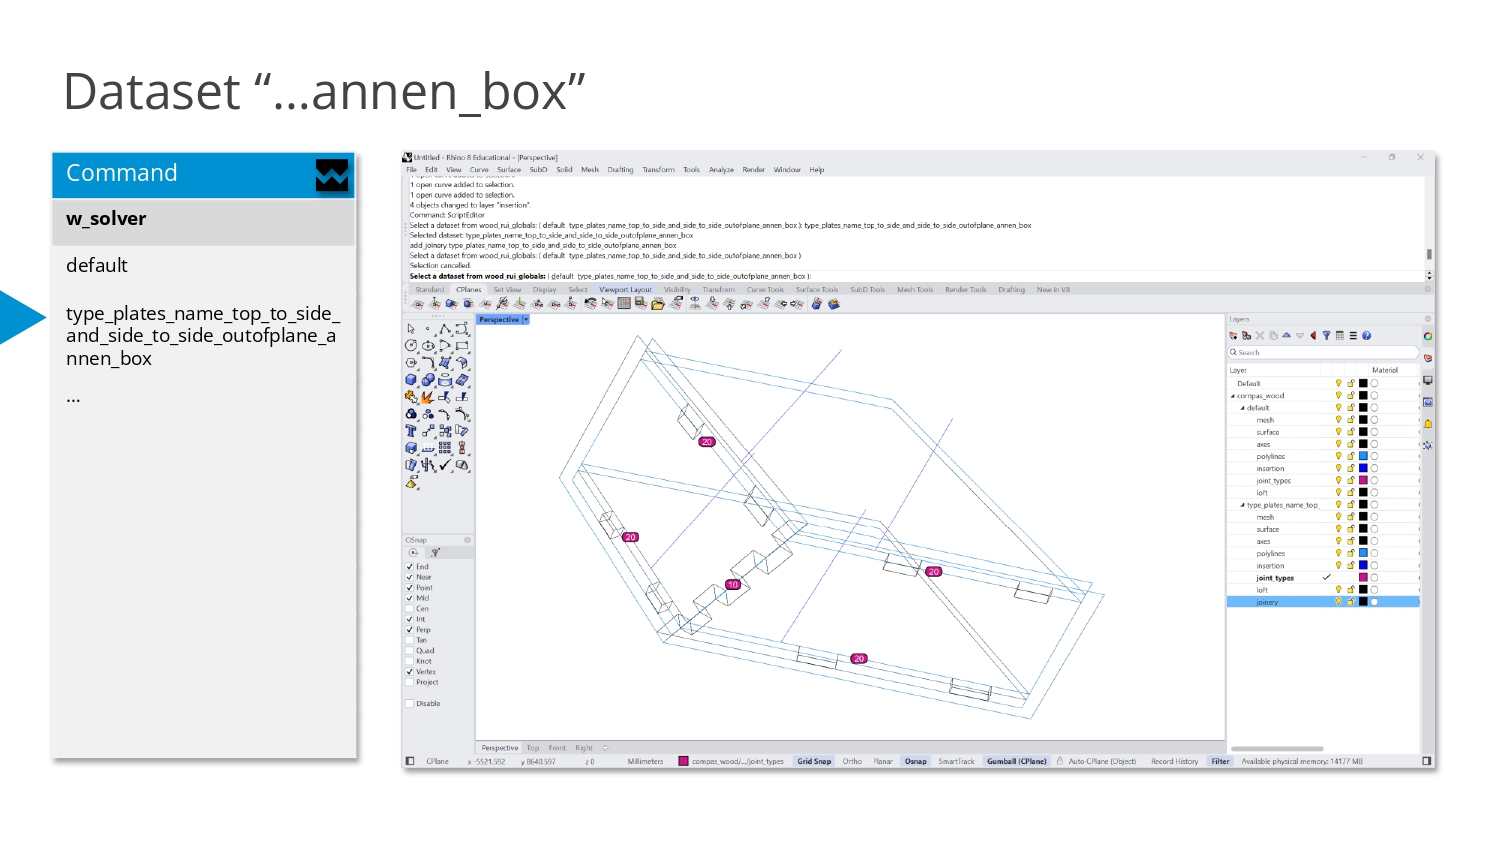 Dataset “...annen_box”
Command
w_solver
default
type_plates_name_top_to_side_
and_side_to_side_outofplane_a
nnen_box
...
Untitled - Rhino 8 Educational - [Perspective]
File Edit View Curve Surface SubD Solid Mesh Drafting Transform Tools Analyze Render Window Help
1 open curve added to selection.
1 open curve added to selection.
4 objects changed to layer "insertion".
Command: ScriptEditor
Select a dataset from wood_rui_globals: ( default type_plates_name_top_to_side_and_side_to_side_outofplane_annen_box ): type_plates_name_top_to_side_and_side_to_side_outofplane_annen_box
Selected dataset: type_plates_name_top_to_side_and_side_to_side_outofplane_annen_box
add_joinery type_plates_name_top_to_side_and_side_to_side_outofplane_annen_box
Select a dataset from wood_rui_globals: ( default type_plates_name_top_to_side_and_side_to_side_outofplane_annen_box )
Selection cancelled.
Select a dataset from wood_rui_globals: ( default type_plates_name_top_to_side_and_side_to_side_outofplane_annen_box ):
Standard CPlanes Set View Display Select Viewport Layout Visibility Transform Curve Tools Surface Tools Solid Tools SubD Tools Mesh Tools Render Tools Drafting New in V8
Perspective
20
20
10
20
20
OSnap
End
Near
Point
Mid
Cen
Int
Perp
Tan
Quad
Knot
Vertex
Project
Disable
Layers
Search
Layer Material
Default
compas_wood
default
mesh
surface
axes
polylines
insertion
joint_types
loft
type_plates_name_top_
mesh
surface
axes
polylines
insertion
joint_types
loft
joinery
Perspective Top Front Right
CPlane x -5521.592 y 8640.597 z 0 Millimeters compas_wood/.../joint_types Grid Snap Ortho Planar Osnap SmartTrack Gumball (CPlane) Auto CPlane (Object) Record History Filter Available physical memory: 14177 MB